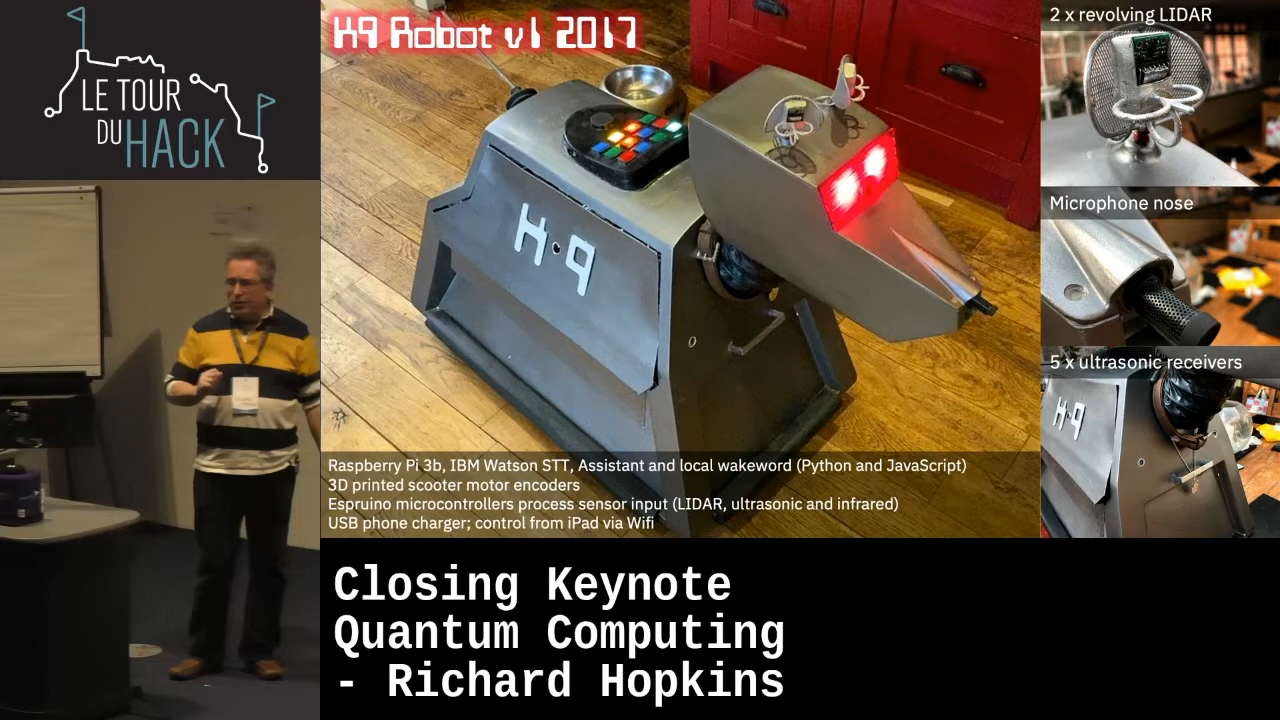 LE TOUR
DU HACK
K9 Robot v1 2017
K·9
Raspberry Pi 3b, IBM Watson STT, Assistant and local wakeword (Python and JavaScript)
3D printed scooter motor encoders
Espruino microcontrollers process sensor input (LIDAR, ultrasonic and infrared)
USB phone charger; control from iPad via Wifi
2 x revolving LIDAR
Microphone nose
5 x ultrasonic receivers
K·9
Closing Keynote
Quantum Computing
- Richard Hopkins